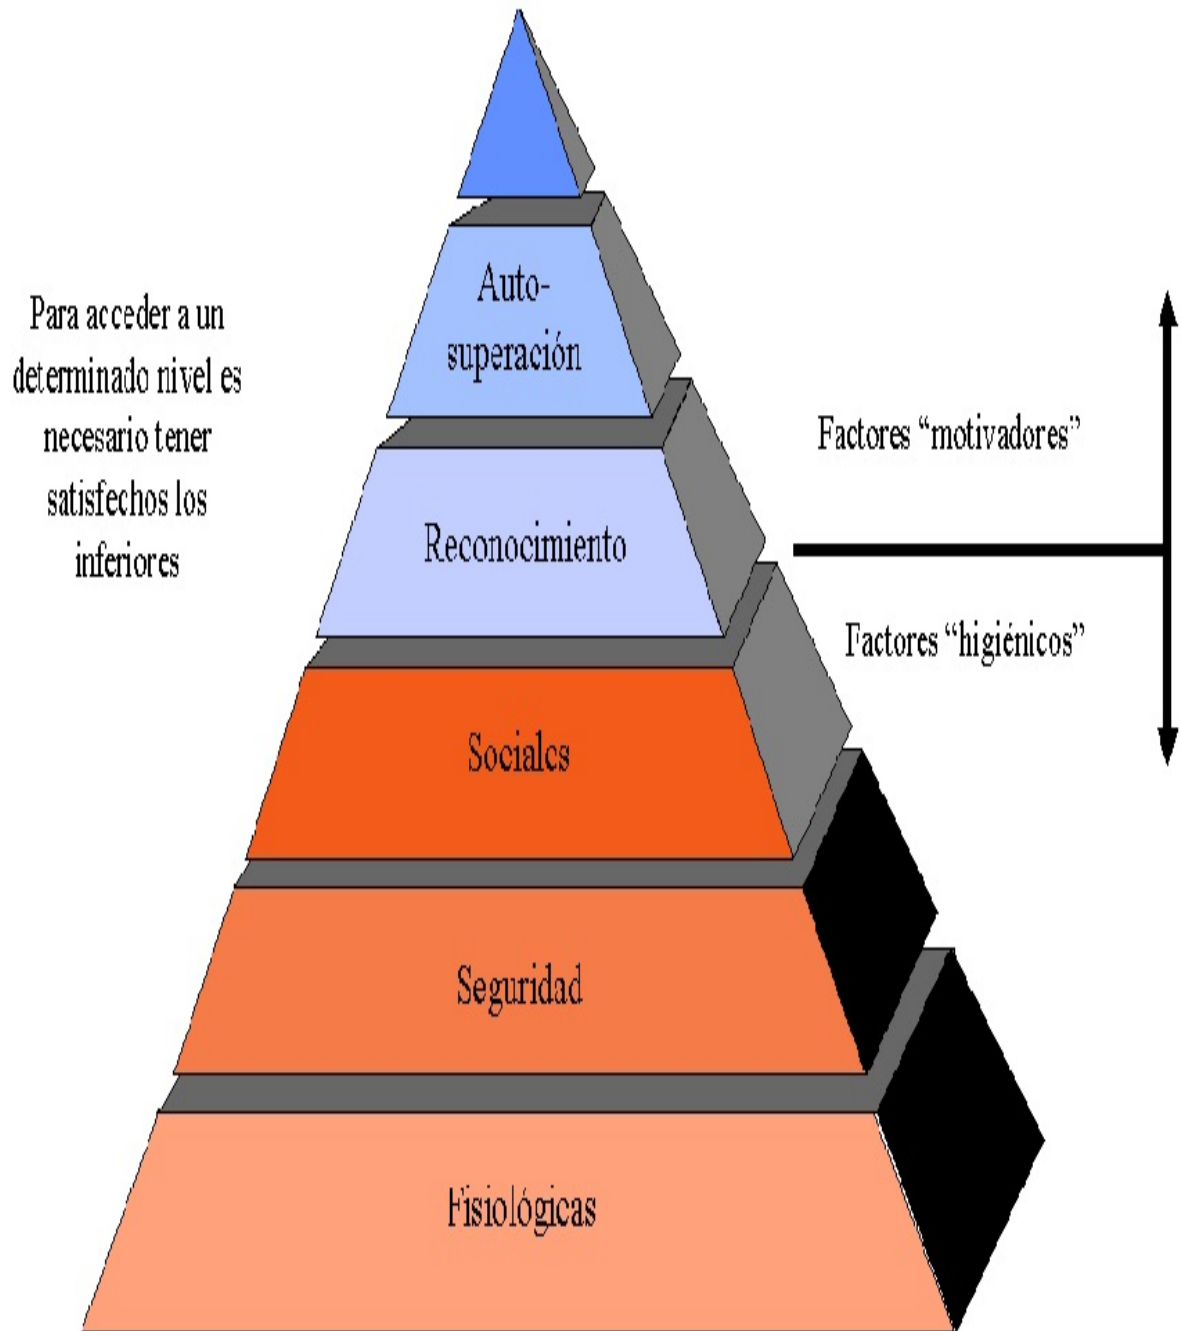 Auto-
superación
Para acceder a un
determinado nivel es
necesario tener
satisfechos los
inferiores
Factores “motivadores”
Reconocimiento
Factores “higiénicos”
Sociales
Seguridad
Fisiológicas